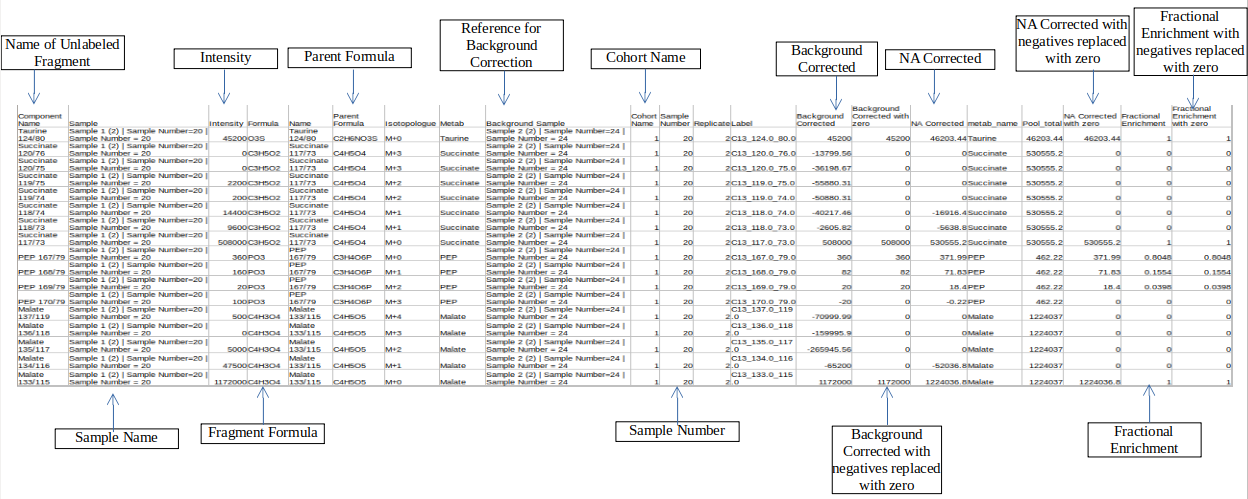 Name of Unlabeled
Fragment
Intensity
Parent Formula
Reference for
Background
Correction
Cohort Name
Background
Corrected
NA Corrected
NA Corrected with
negatives replaced
with zero
Fractional
Enrichment with
negatives replaced
with zero
Component Name Sample Intensity Formula Name Parent Formula Isotopologue Metab Background Sample Cohort Name Sample Number Replicate Label Background Corrected Background Corrected with zero NA Corrected metab_name Pool_total NA Corrected with zero Fractional Enrichment Fractional Enrichment with zero
Taurine Sample 1 (2) | Sample Number=20 | Taurine Sample 2 (2) | Sample Number=24 |
124/80 Sample Number = 20 45200 O3S 124/80 C2H6NO3S M+0 Taurine Sample Number = 24 1 20 2 C13_124.0_80.0 45200 45200 46203.44 Taurine 46203.44 46203.44 1 1
Succinate Sample 1 (2) | Sample Number=20 | Succinate Sample 2 (2) | Sample Number=24 |
120/76 Sample Number = 20 0 C3H5O2 117/73 C4H5O4 M+3 Succinate Sample Number = 24 1 20 2 C13_120.0_76.0 -13799.56 0 0 Succinate 530555.2 0 0 0
Succinate Sample 1 (2) | Sample Number=20 | Succinate Sample 2 (2) | Sample Number=24 |
120/75 Sample Number = 20 0 C3H5O2 117/73 C4H5O4 M+3 Succinate Sample Number = 24 1 20 2 C13_120.0_75.0 -36198.67 0 0 Succinate 530555.2 0 0 0
Succinate Sample 1 (2) | Sample Number=20 | Succinate Sample 2 (2) | Sample Number=24 |
119/75 Sample Number = 20 2200 C3H5O2 117/73 C4H5O4 M+2 Succinate Sample Number = 24 1 20 2 C13_119.0_75.0 -55880.31 0 0 Succinate 530555.2 0 0 0
Succinate Sample 1 (2) | Sample Number=20 | Succinate Sample 2 (2) | Sample Number=24 |
119/74 Sample Number = 20 200 C3H5O2 117/73 C4H5O4 M+2 Succinate Sample Number = 24 1 20 2 C13_119.0_74.0 -50880.31 0 0 Succinate 530555.2 0 0 0
Succinate Sample 1 (2) | Sample Number=20 | Succinate Sample 2 (2) | Sample Number=24 |
118/74 Sample Number = 20 14400 C3H5O2 117/73 C4H5O4 M+1 Succinate Sample Number = 24 1 20 2 C13_118.0_74.0 -40217.46 0 -16916.4 Succinate 530555.2 0 0 0
Succinate Sample 1 (2) | Sample Number=20 | Succinate Sample 2 (2) | Sample Number=24 |
118/73 Sample Number = 20 9600 C3H5O2 117/73 C4H5O4 M+1 Succinate Sample Number = 24 1 20 2 C13_118.0_73.0 -2605.82 0 -5638.8 Succinate 530555.2 0 0 0
Succinate Sample 1 (2) | Sample Number=20 | Succinate Sample 2 (2) | Sample Number=24 |
117/73 Sample Number = 20 508000 C3H5O2 117/73 C4H5O4 M+0 Succinate Sample Number = 24 1 20 2 C13_117.0_73.0 508000 508000 530555.2 Succinate 530555.2 530555.2 1 1
Sample 1 (2) | Sample Number=20 | PEP Sample 2 (2) | Sample Number=24 |
PEP 167/79 Sample Number = 20 360 PO3 167/79 C3H4O6P M+0 PEP Sample Number = 24 1 20 2 C13_167.0_79.0 360 360 371.99 PEP 462.22 371.99 0.8048 0.8048
Sample 1 (2) | Sample Number=20 | PEP Sample 2 (2) | Sample Number=24 |
PEP 168/79 Sample Number = 20 160 PO3 167/79 C3H4O6P M+1 PEP Sample Number = 24 1 20 2 C13_168.0_79.0 82 82 71.83 PEP 462.22 71.83 0.1554 0.1554
Sample 1 (2) | Sample Number=20 | PEP Sample 2 (2) | Sample Number=24 |
PEP 169/79 Sample Number = 20 20 PO3 167/79 C3H4O6P M+2 PEP Sample Number = 24 1 20 2 C13_169.0_79.0 20 20 18.4 PEP 462.22 18.4 0.0398 0.0398
Sample 1 (2) | Sample Number=20 | PEP Sample 2 (2) | Sample Number=24 |
PEP 170/79 Sample Number = 20 100 PO3 167/79 C3H4O6P M+3 PEP Sample Number = 24 1 20 2 C13_170.0_79.0 -20 0 -0.22 PEP 462.22 0 0 0
Malate Sample 1 (2) | Sample Number=20 | Malate Sample 2 (2) | Sample Number=24 | C13_137.0_119
137/119 Sample Number = 20 500 C4H3O4 133/115 C4H5O5 M+4 Malate Sample Number = 24 1 20 2 .0 -70999.99 0 0 Malate 1224037 0 0 0
Malate Sample 1 (2) | Sample Number=20 | Malate Sample 2 (2) | Sample Number=24 | C13_136.0_118
136/118 Sample Number = 20 0 C4H3O4 133/115 C4H5O5 M+3 Malate Sample Number = 24 1 20 2 .0 -159995.9 0 0 Malate 1224037 0 0 0
Malate Sample 1 (2) | Sample Number=20 | Malate Sample 2 (2) | Sample Number=24 | C13_135.0_117
135/117 Sample Number = 20 5000 C4H3O4 133/115 C4H5O5 M+2 Malate Sample Number = 24 1 20 2 .0 -265945.56 0 0 Malate 1224037 0 0 0
Malate Sample 1 (2) | Sample Number=20 | Malate Sample 2 (2) | Sample Number=24 | C13_134.0_116
134/116 Sample Number = 20 47500 C4H3O4 133/115 C4H5O5 M+1 Malate Sample Number = 24 1 20 2 .0 -65200 0 -52036.8 Malate 1224037 0 0 0
Malate Sample 1 (2) | Sample Number=20 | Malate Sample 2 (2) | Sample Number=24 | C13_133.0_115
133/115 Sample Number = 20 1172000 C4H3O4 133/115 C4H5O5 M+0 Malate Sample Number = 24 1 20 2 .0 1172000 1172000 1224036.8 Malate 1224037 1224036.8 1 1
Sample Name
Fragment Formula
Sample Number
Background
Corrected with
negatives replaced
with zero
Fractional
Enrichment